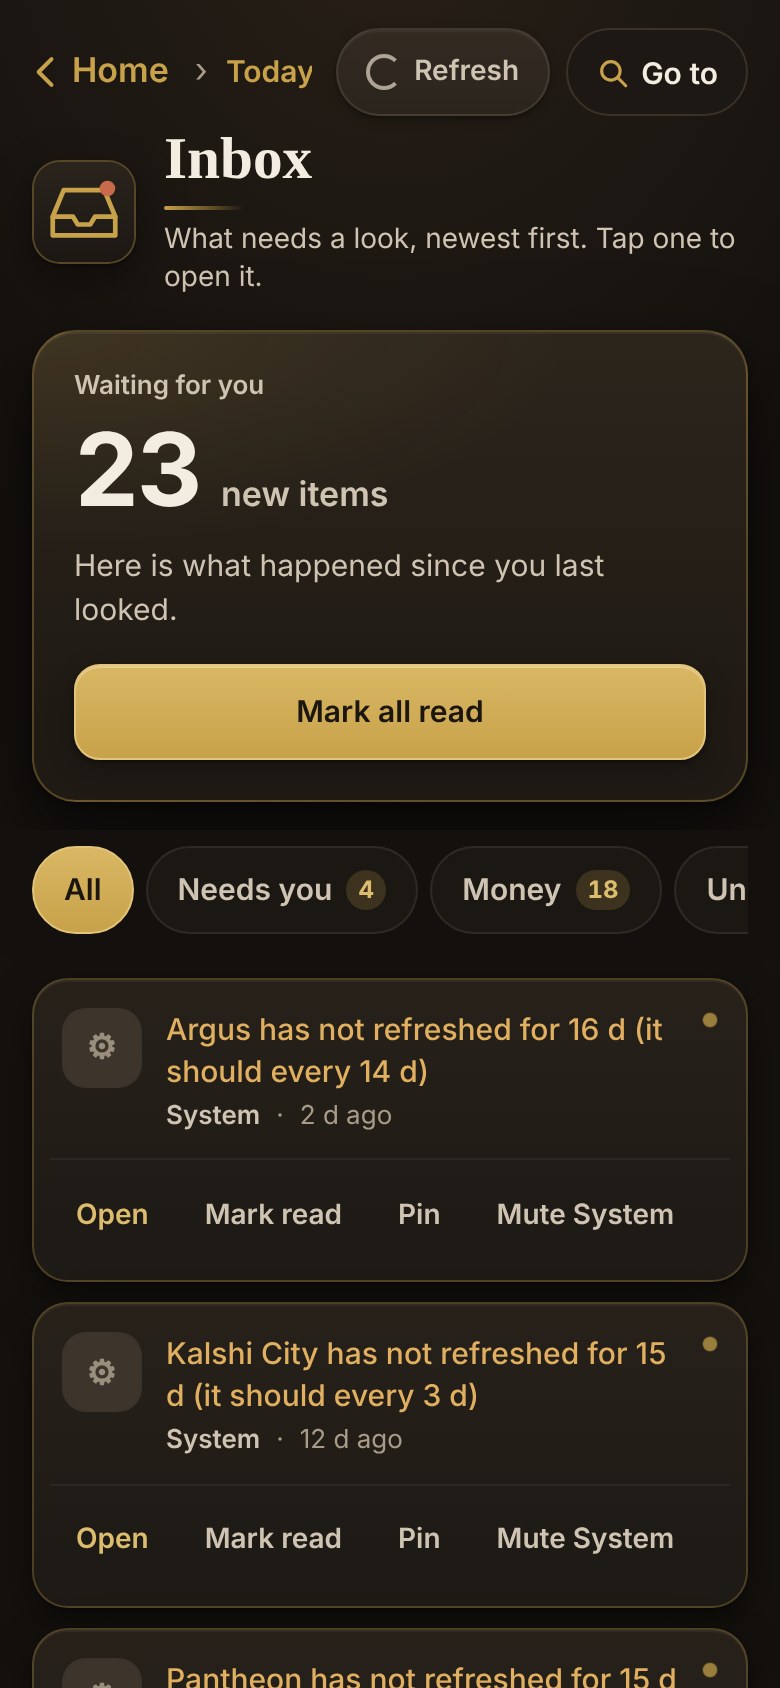 Home › Today
Refresh
Go to
Inbox
What needs a look, newest first. Tap one to
open it.
Waiting for you
23 new items
Here is what happened since you last
looked.
Mark all read
All
Needs you 4
Money 18
Un
Argus has not refreshed for 16 d (it
should every 14 d)
System · 2 d ago
Open
Mark read
Pin
Mute System
Kalshi City has not refreshed for 15
d (it should every 3 d)
System · 12 d ago
Open
Mark read
Pin
Mute System
Pantheon has not refreshed for 15 d